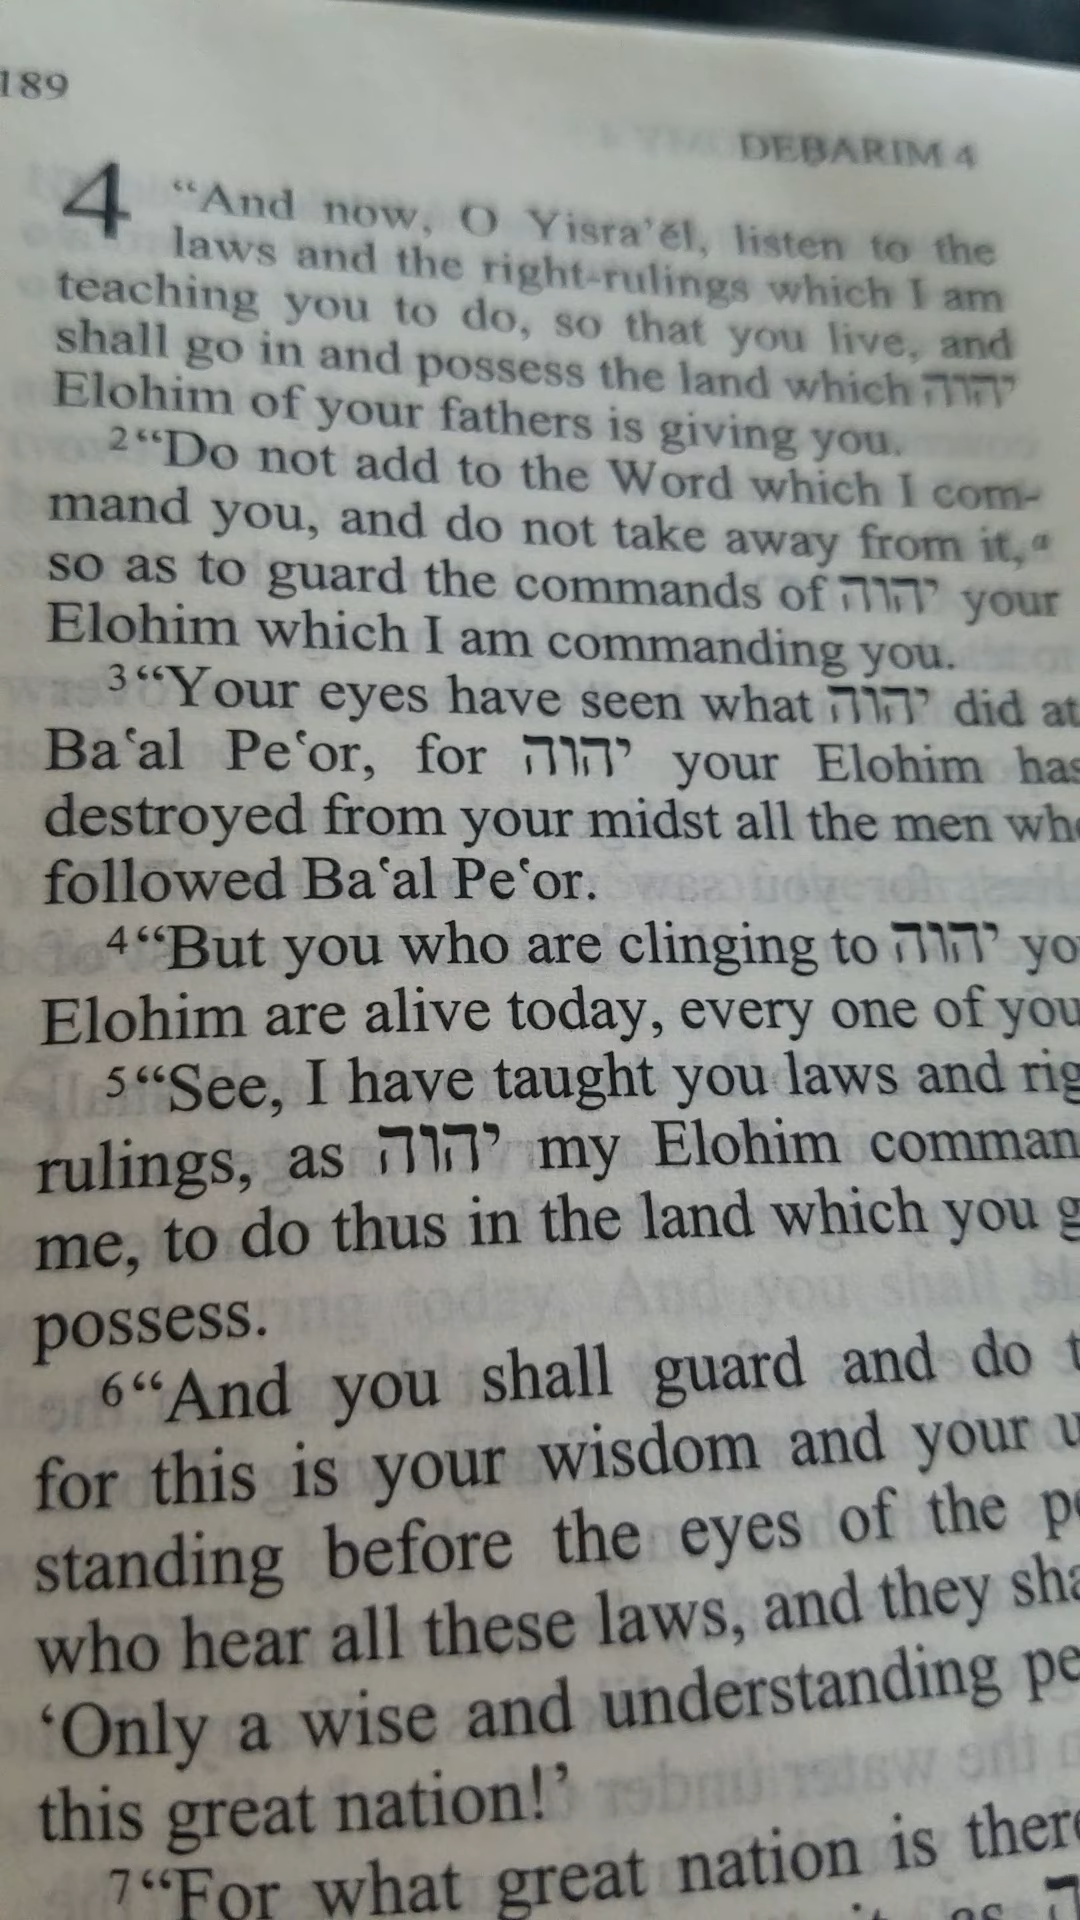 189
DEBARIM 4
4 “And now, O Yisra’ĕl, listen to the
laws and the right-rulings which I am
teaching you to do, so that you live, and
shall go in and possess the land which יהוה
Elohim of your fathers is giving you.
2“Do not add to the Word which I com-
mand you, and do not take away from it,ᵃ
so as to guard the commands of יהוה your
Elohim which I am commanding you.
3“Your eyes have seen what יהוה did at
Ba‘al Pe‘or, for יהוה your Elohim has
destroyed from your midst all the men who
followed Ba‘al Pe‘or.
4“But you who are clinging to יהוה yo
Elohim are alive today, every one of you
5“See, I have taught you laws and rig
rulings, as יהוה my Elohim comman
me, to do thus in the land which you g
possess.
6“And you shall guard and do t
for this is your wisdom and your u
standing before the eyes of the p
who hear all these laws, and they sha
‘Only a wise and understanding pe
this great nation!’
7“For what great nation is there
as